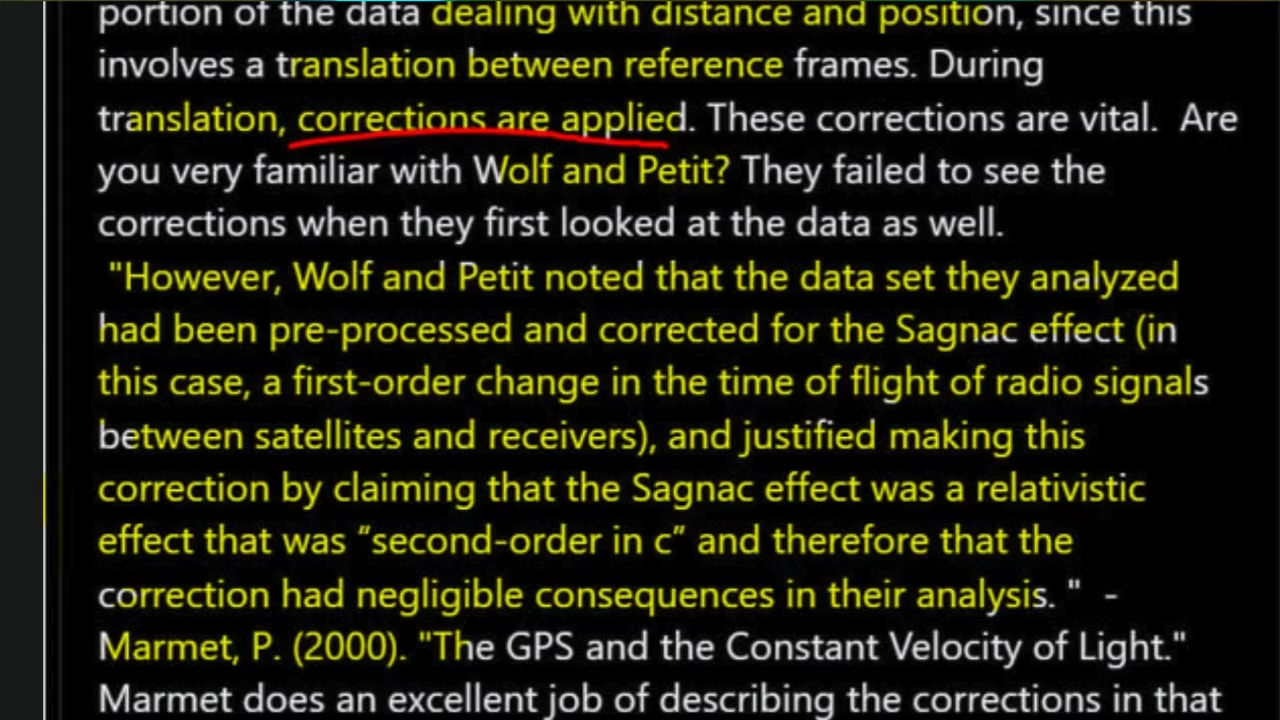 portion of the data dealing with distance and position, since this
involves a translation between reference frames. During
translation, corrections are applied. These corrections are vital.  Are
you very familiar with Wolf and Petit? They failed to see the
corrections when they first looked at the data as well.
"However, Wolf and Petit noted that the data set they analyzed
had been pre-processed and corrected for the Sagnac effect (in
this case, a first-order change in the time of flight of radio signals
between satellites and receivers), and justified making this
correction by claiming that the Sagnac effect was a relativistic
effect that was “second-order in c” and therefore that the
correction had negligible consequences in their analysis. "  -
Marmet, P. (2000). "The GPS and the Constant Velocity of Light."
Marmet does an excellent job of describing the corrections in that